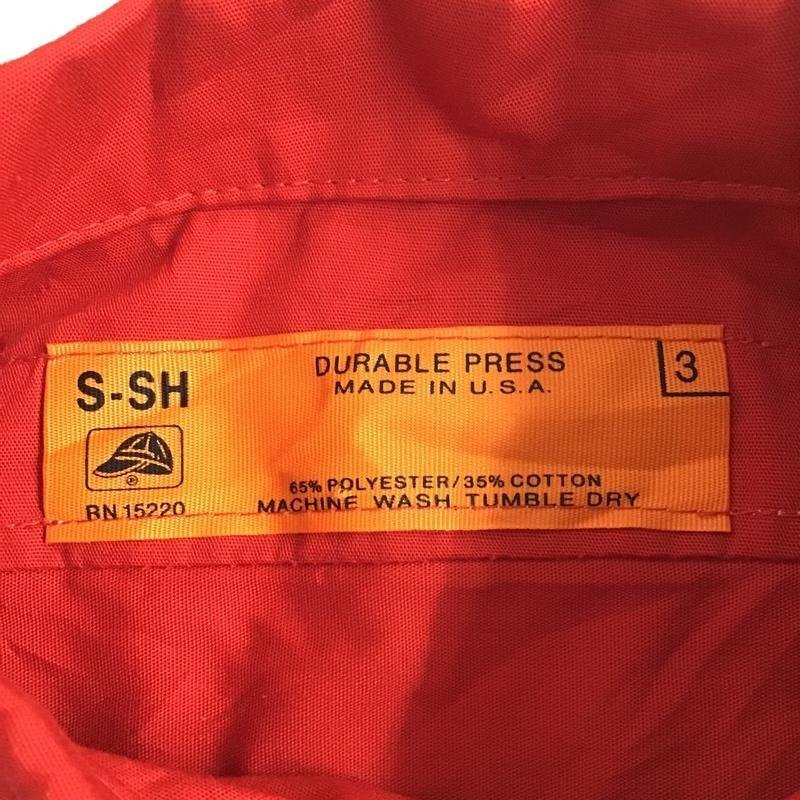 S-SH
DURABLE PRESS
MADE IN U.S.A.
3
®
RN 15220
65% POLYESTER/35% COTTON
MACHINE WASH TUMBLE DRY